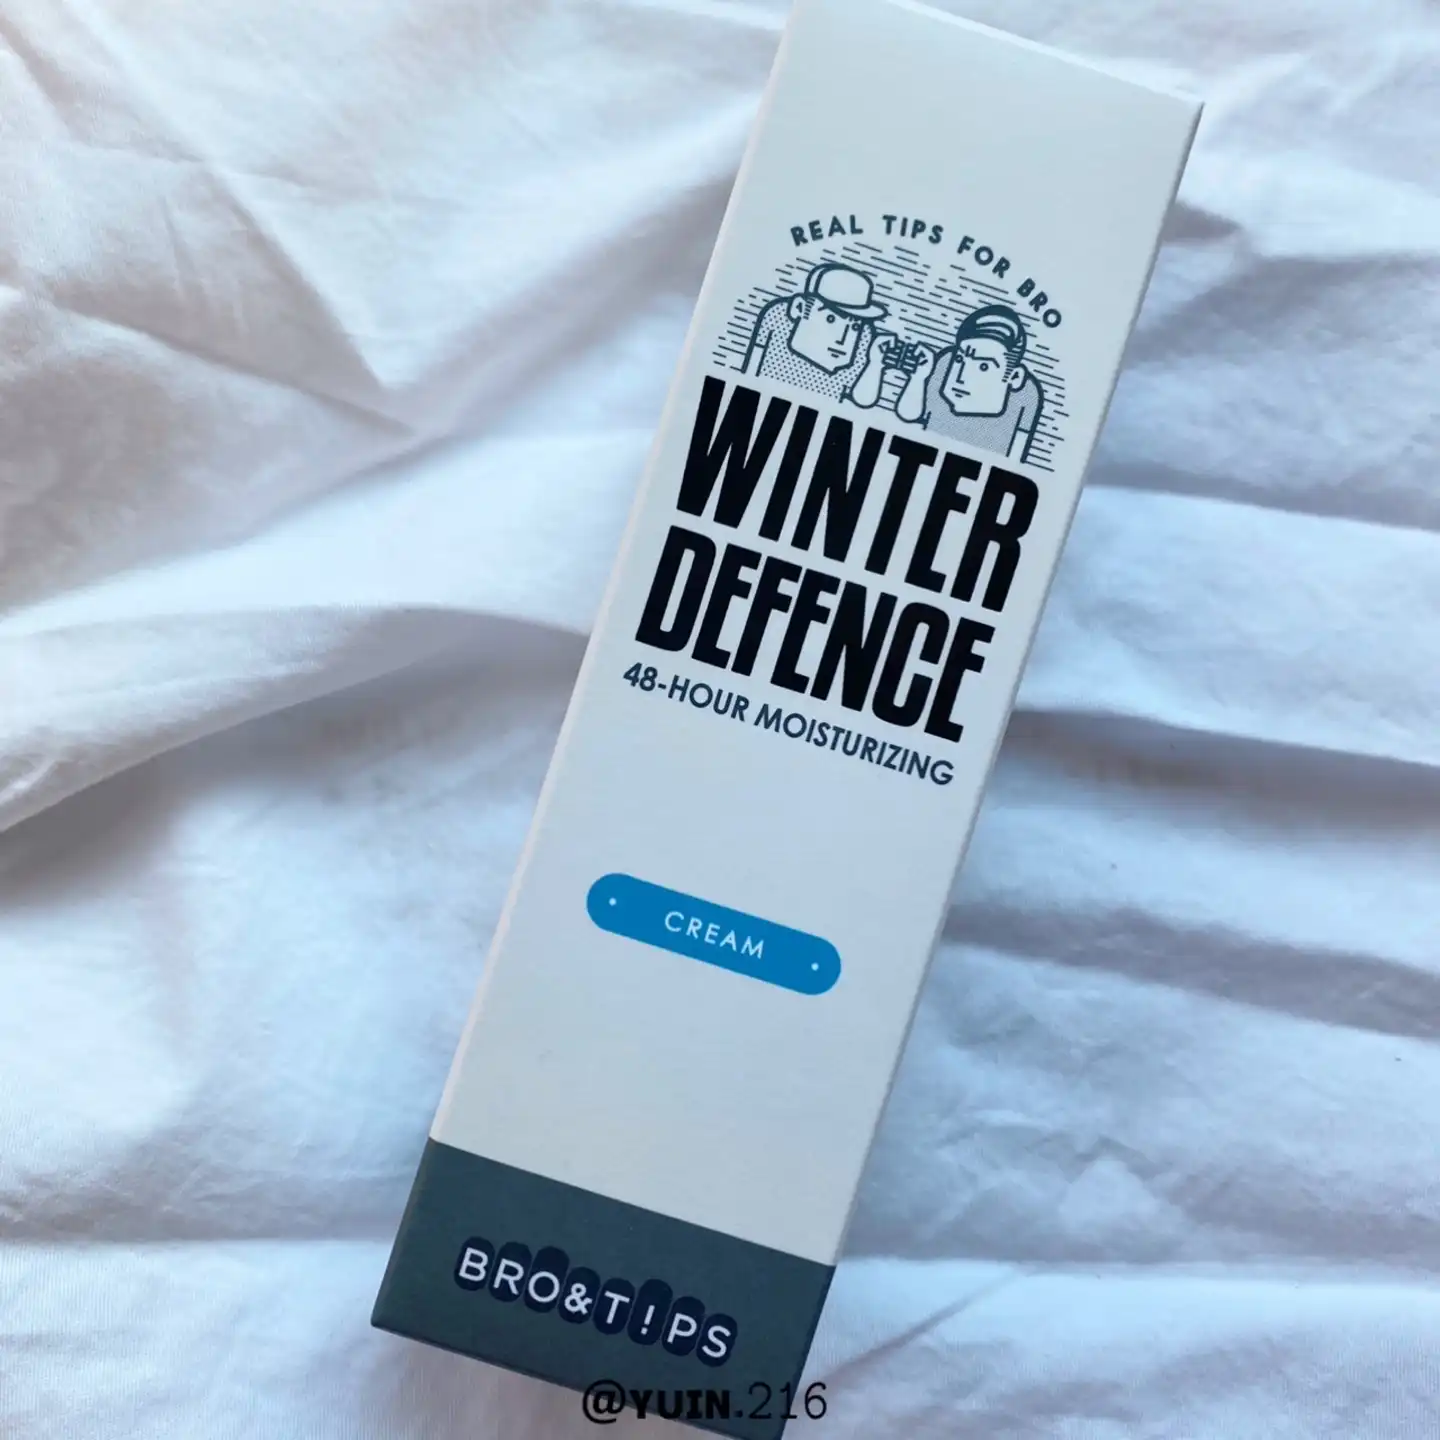 REAL TIPS FOR BRO
WINTER
DEFENCE
48-HOUR MOISTURIZING
CREAM
BRO&T!PS
@YUIN.216